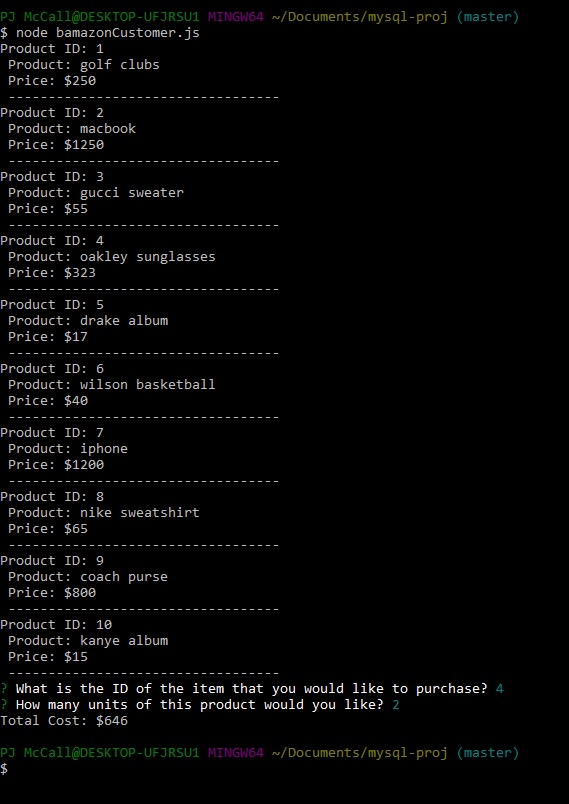 PJ McCall@DESKTOP-UFJRSU1 MINGW64 ~/Documents/mysql-proj (master)
$ node bamazonCustomer.js
Product ID: 1
 Product: golf clubs
 Price: $250
 ---------------------------------
Product ID: 2
 Product: macbook
 Price: $1250
 ---------------------------------
Product ID: 3
 Product: gucci sweater
 Price: $55
 ---------------------------------
Product ID: 4
 Product: oakley sunglasses
 Price: $323
 ---------------------------------
Product ID: 5
 Product: drake album
 Price: $17
 ---------------------------------
Product ID: 6
 Product: wilson basketball
 Price: $40
 ---------------------------------
Product ID: 7
 Product: iphone
 Price: $1200
 ---------------------------------
Product ID: 8
 Product: nike sweatshirt
 Price: $65
 ---------------------------------
Product ID: 9
 Product: coach purse
 Price: $800
 ---------------------------------
Product ID: 10
 Product: kanye album
 Price: $15
 ---------------------------------
? What is the ID of the item that you would like to purchase? 4
? How many units of this product would you like? 2
Total Cost: $646

PJ McCall@DESKTOP-UFJRSU1 MINGW64 ~/Documents/mysql-proj (master)
$